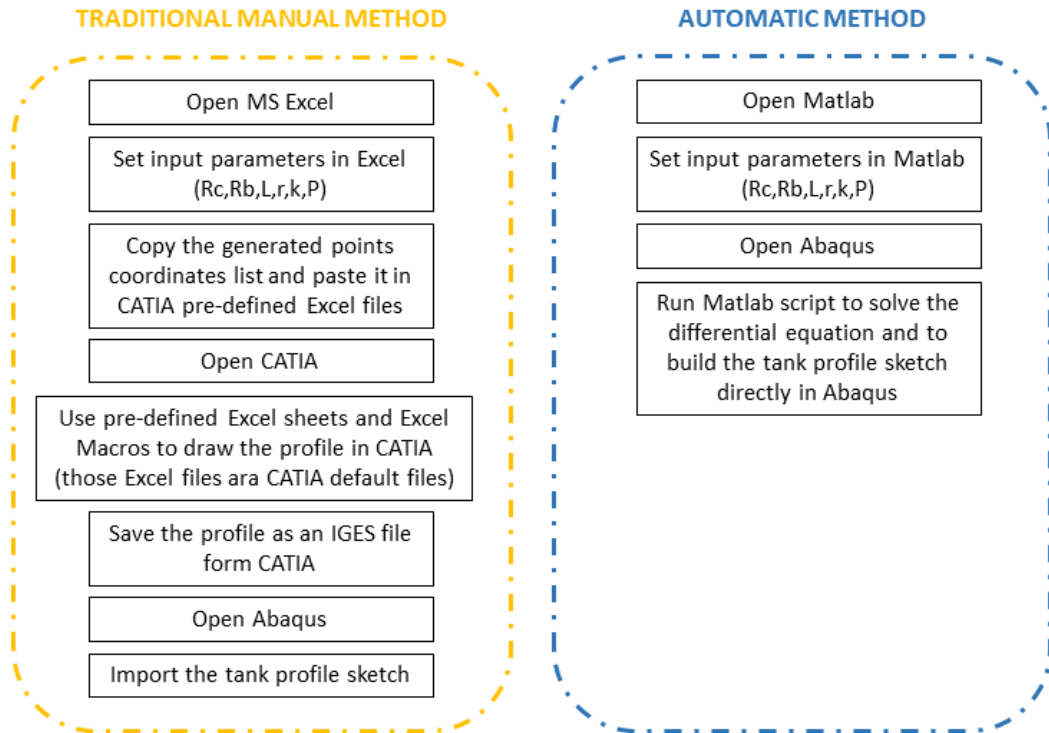 TRADITIONAL MANUAL METHOD
Open MS Excel
Set input parameters in Excel
(Rc,Rb,L,r,k,P)
Copy the generated points
coordinates list and paste it in
CATIA pre-defined Excel files
Open CATIA
Use pre-defined Excel sheets and Excel
Macros to draw the profile in CATIA
(those Excel files ara CATIA default files)
Save the profile as an IGES file
form CATIA
Open Abaqus
Import the tank profile sketch
AUTOMATIC METHOD
Open Matlab
Set input parameters in Matlab
(Rc,Rb,L,r,k,P)
Open Abaqus
Run Matlab script to solve the
differential equation and to
build the tank profile sketch
directly in Abaqus